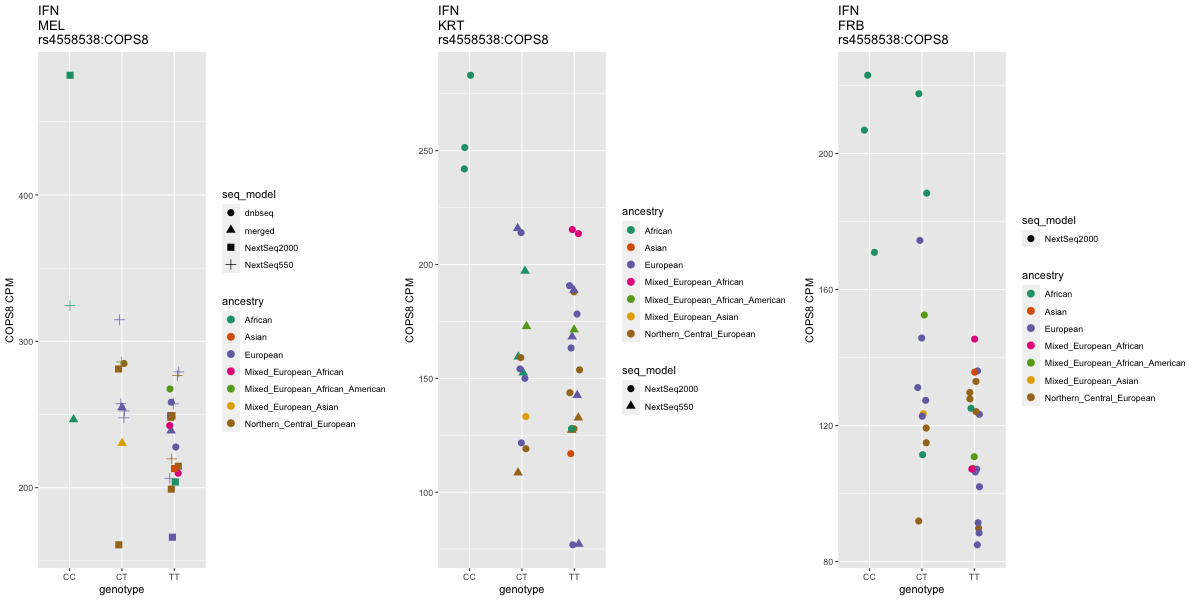 IFN
MEL
rs4558538:COPS8
COPS8 CPM
400
300
200
CC
CT
TT
genotype
seq_model
dnbseq
merged
NextSeq2000
NextSeq550
ancestry
African
Asian
European
Mixed_European_African
Mixed_European_African_American
Mixed_European_Asian
Northern_Central_European
IFN
KRT
rs4558538:COPS8
COPS8 CPM
250
200
150
100
CC
CT
TT
genotype
ancestry
African
Asian
European
Mixed_European_African
Mixed_European_African_American
Mixed_European_Asian
Northern_Central_European
seq_model
NextSeq2000
NextSeq550
IFN
FRB
rs4558538:COPS8
COPS8 CPM
200
160
120
80
CC
CT
TT
genotype
seq_model
NextSeq2000
ancestry
African
Asian
European
Mixed_European_African
Mixed_European_African_American
Mixed_European_Asian
Northern_Central_European